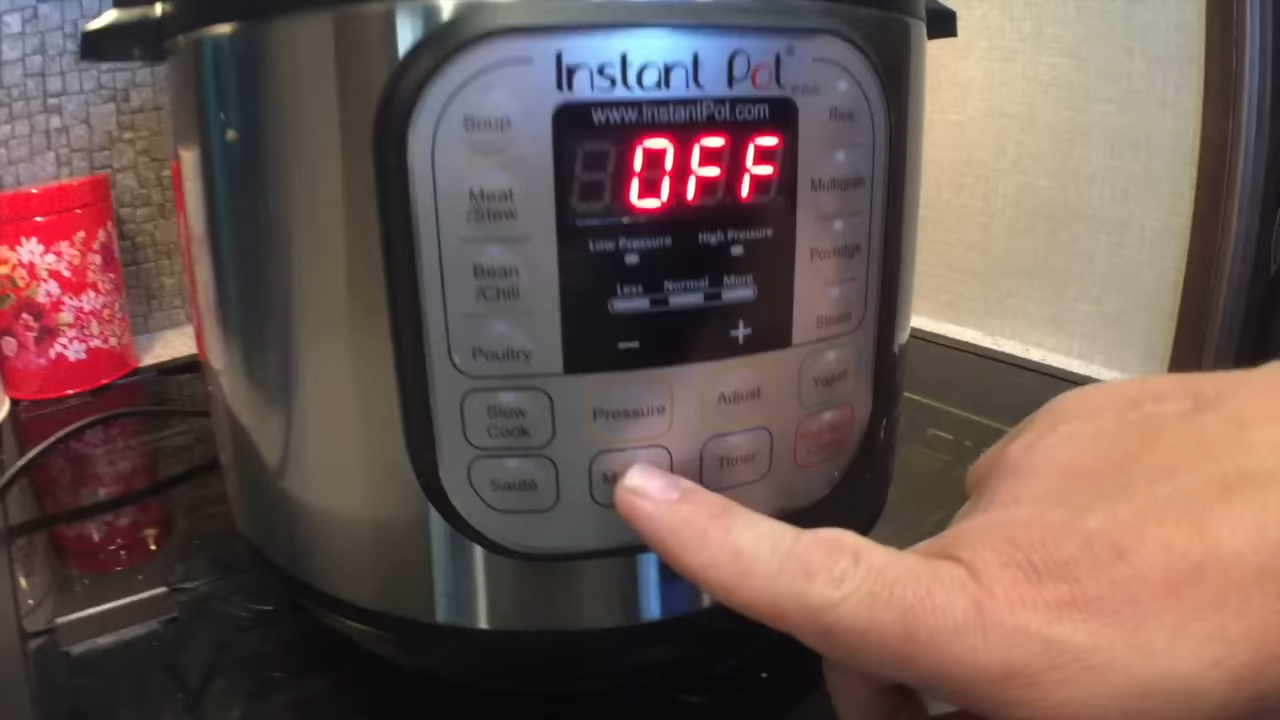 Instant Pot
www.InstantPot.com
Soup
OFF
Rice
Meat
/Stew
Multigrain
Low Pressure High Pressure
Porridge
Bean
/Chili
Less Normal More
Steam
Poultry
— +
Yogurt
Slow
Cook
Pressure
Adjust
Sauté
Timer